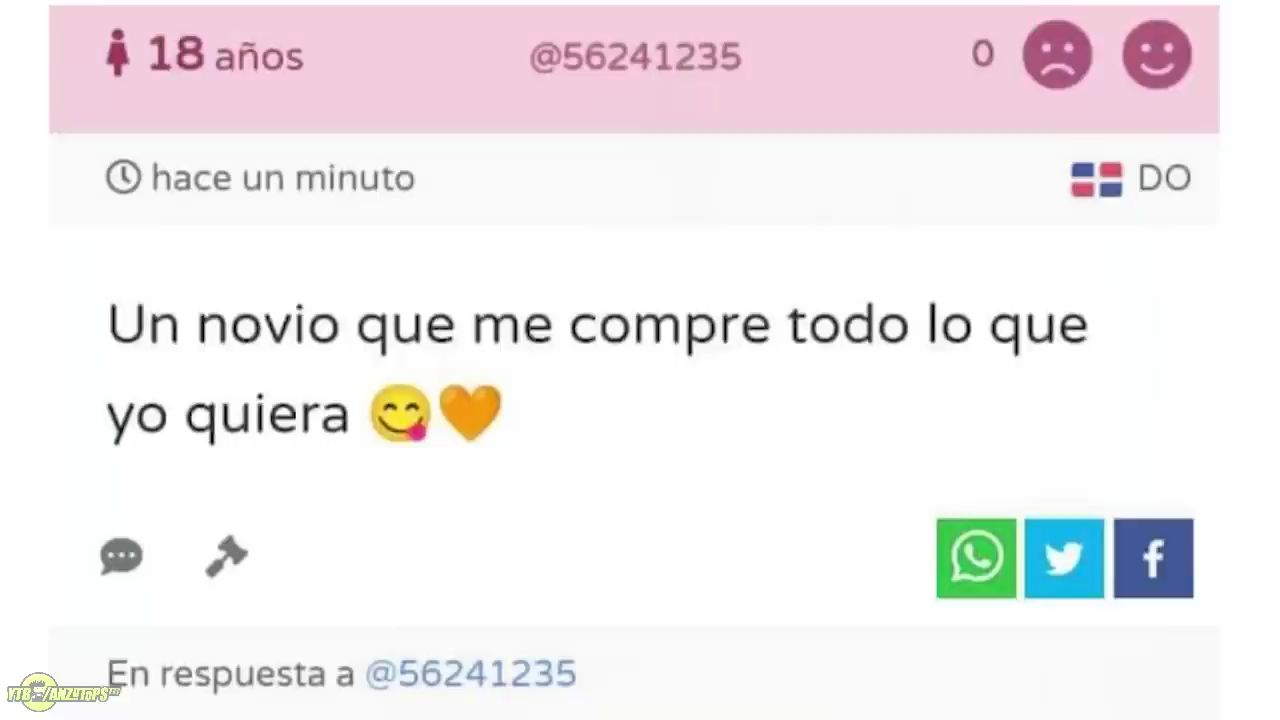 18 años @56241235 0
hace un minuto DO
Un novio que me compre todo lo que
yo quiera 😋🧡
En respuesta a @56241235